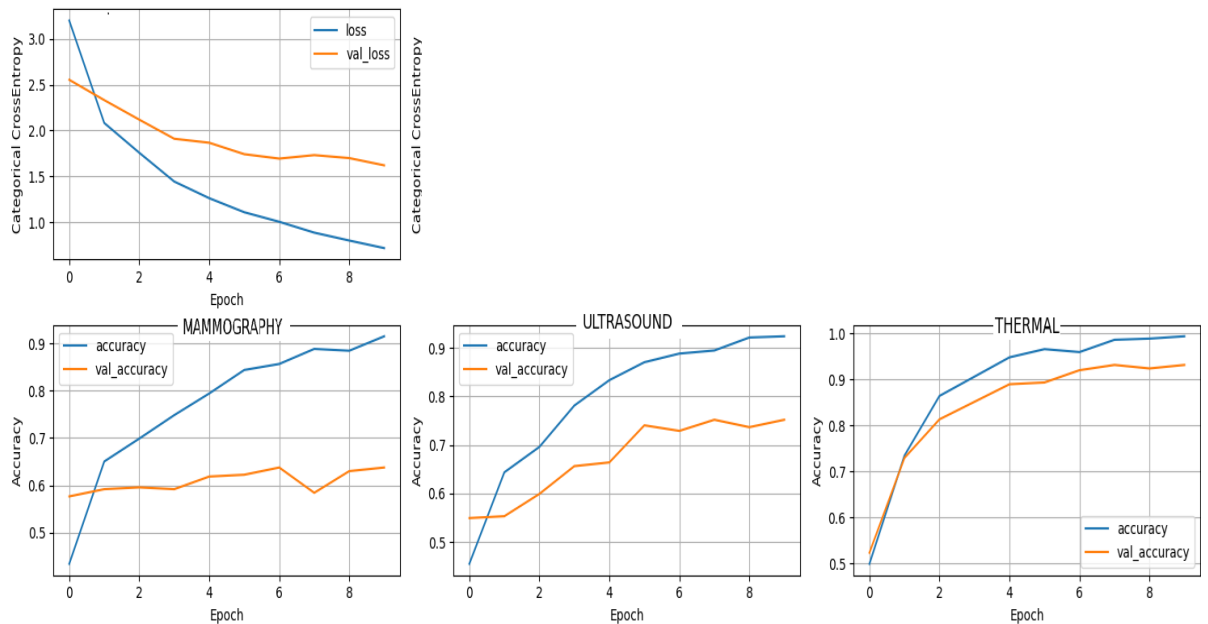 loss
val_loss
Categorical CrossEntropy
3.0
2.5
2.0
1.5
1.0
0 2 4 6 8
Epoch
Categorical CrossEntropy
MAMMOGRAPHY
accuracy
val_accuracy
Accuracy
0.9
0.8
0.7
0.6
0.5
0 2 4 6 8
Epoch
ULTRASOUND
accuracy
val_accuracy
Accuracy
0.9
0.8
0.7
0.6
0.5
0 2 4 6 8
Epoch
THERMAL
Accuracy
1.0
0.9
0.8
0.7
0.6
0.5
accuracy
val_accuracy
0 2 4 6 8
Epoch